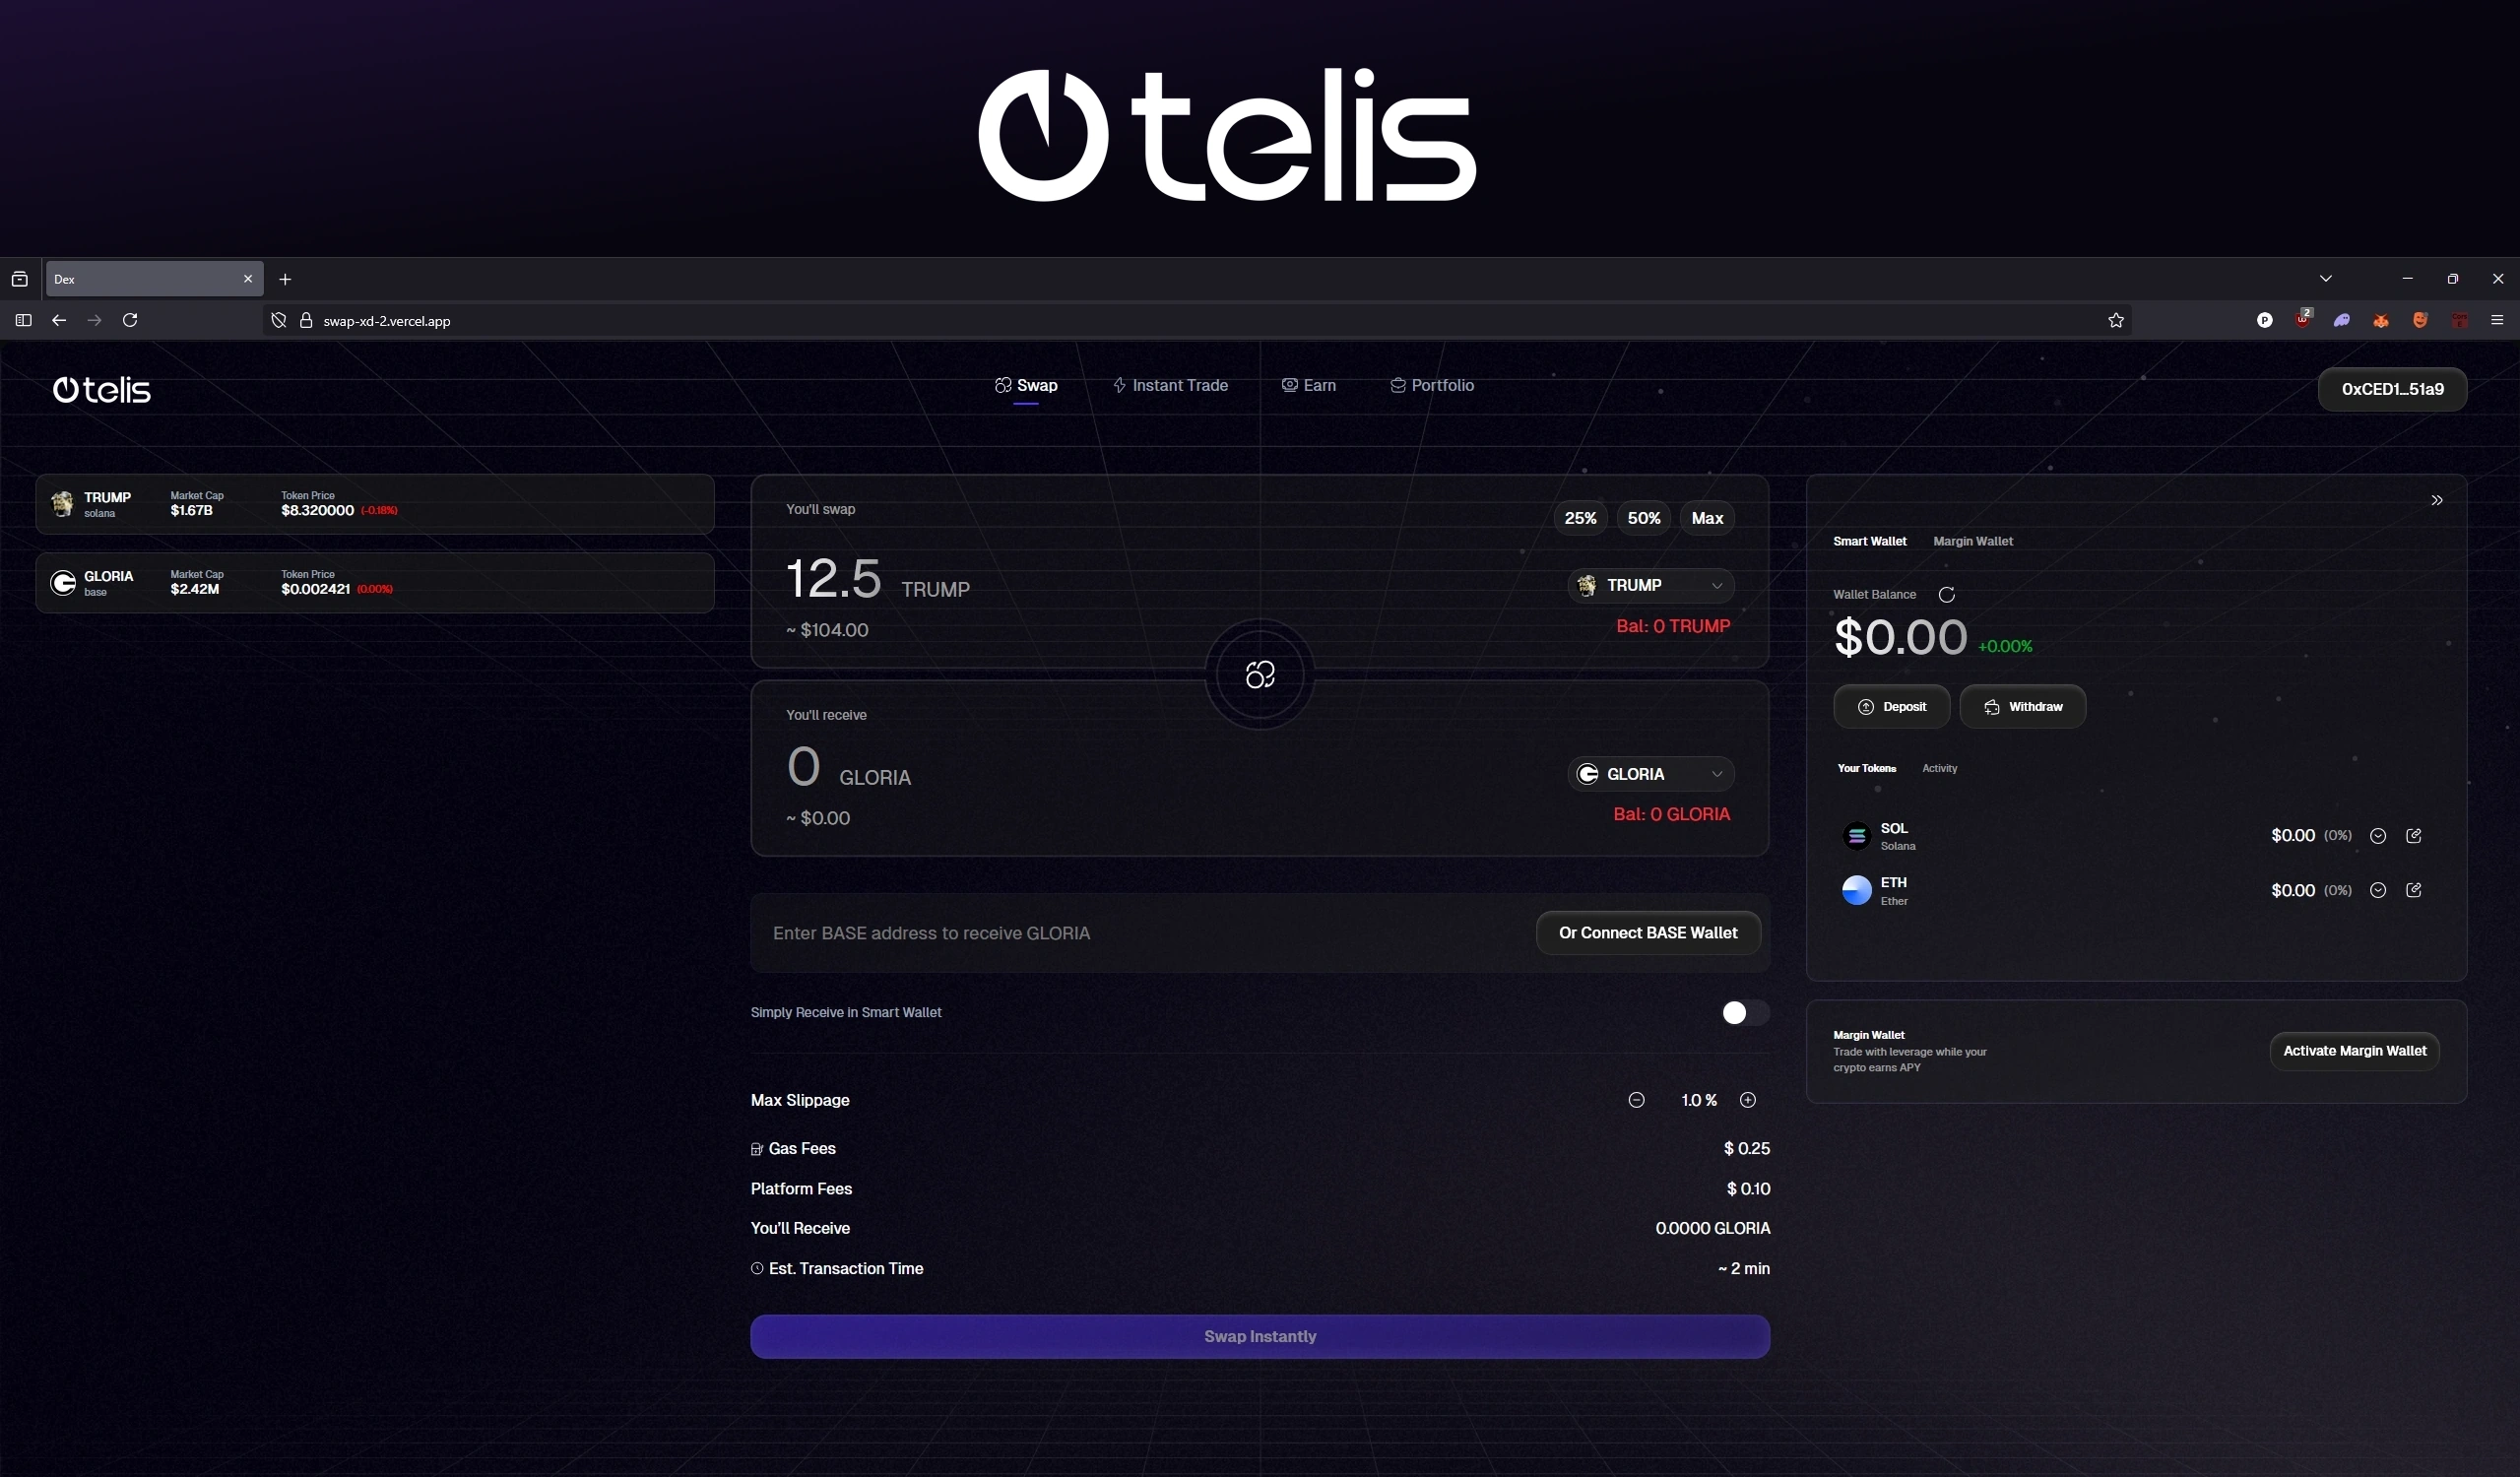 telis
Dex
swap-xd-2.vercel.app
P
2
telis
Swap
Instant Trade
Earn
Portfolio
0xCED1...51a9
TRUMP
solana
Market Cap
$1.67B
Token Price
$8.320000 (-0.18%)
GLORIA
base
Market Cap
$2.42M
Token Price
$0.002421 (0.00%)
You'll swap
25%
50%
Max
12.5 TRUMP
TRUMP
~ $104.00
Bal: 0 TRUMP
You'll receive
0 GLORIA
GLORIA
~ $0.00
Bal: 0 GLORIA
Enter BASE address to receive GLORIA
Or Connect BASE Wallet
Simply Receive in Smart Wallet
Max Slippage
1.0 %
Gas Fees
$ 0.25
Platform Fees
$ 0.10
You'll Receive
0.0000 GLORIA
Est. Transaction Time
~ 2 min
Swap Instantly
Smart Wallet
Margin Wallet
Wallet Balance
$0.00 +0.00%
Deposit
Withdraw
Your Tokens
Activity
SOL
Solana
$0.00 (0%)
ETH
Ether
$0.00 (0%)
Margin Wallet
Trade with leverage while your
crypto earns APY
Activate Margin Wallet